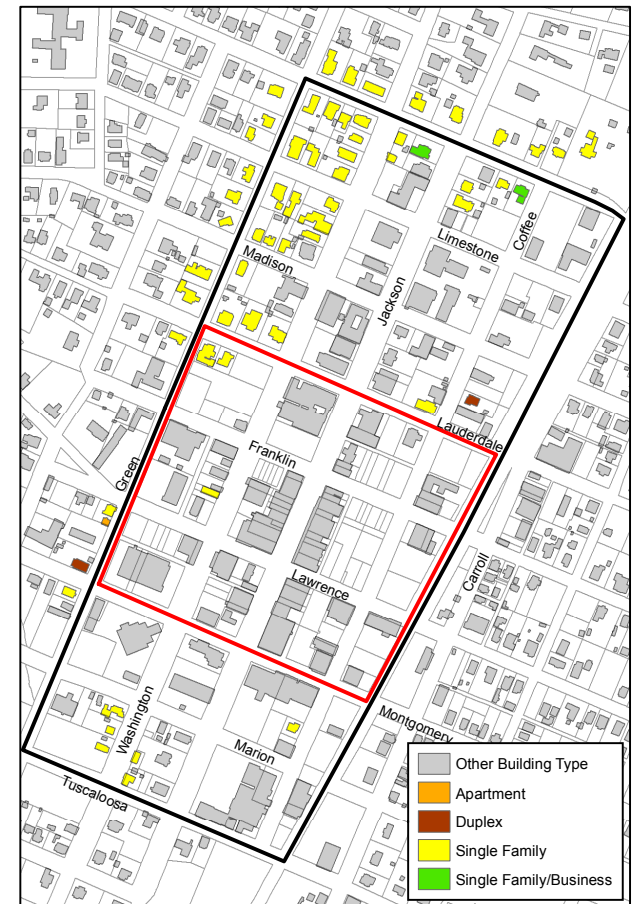 Coffee
Limestone
Madison
Jackson
Lauderdale
Franklin
Green
Lawrence
Carroll
Washington
Montgomery
Marion
Tuscaloosa
Other Building Type
Apartment
Duplex
Single Family
Single Family/Business